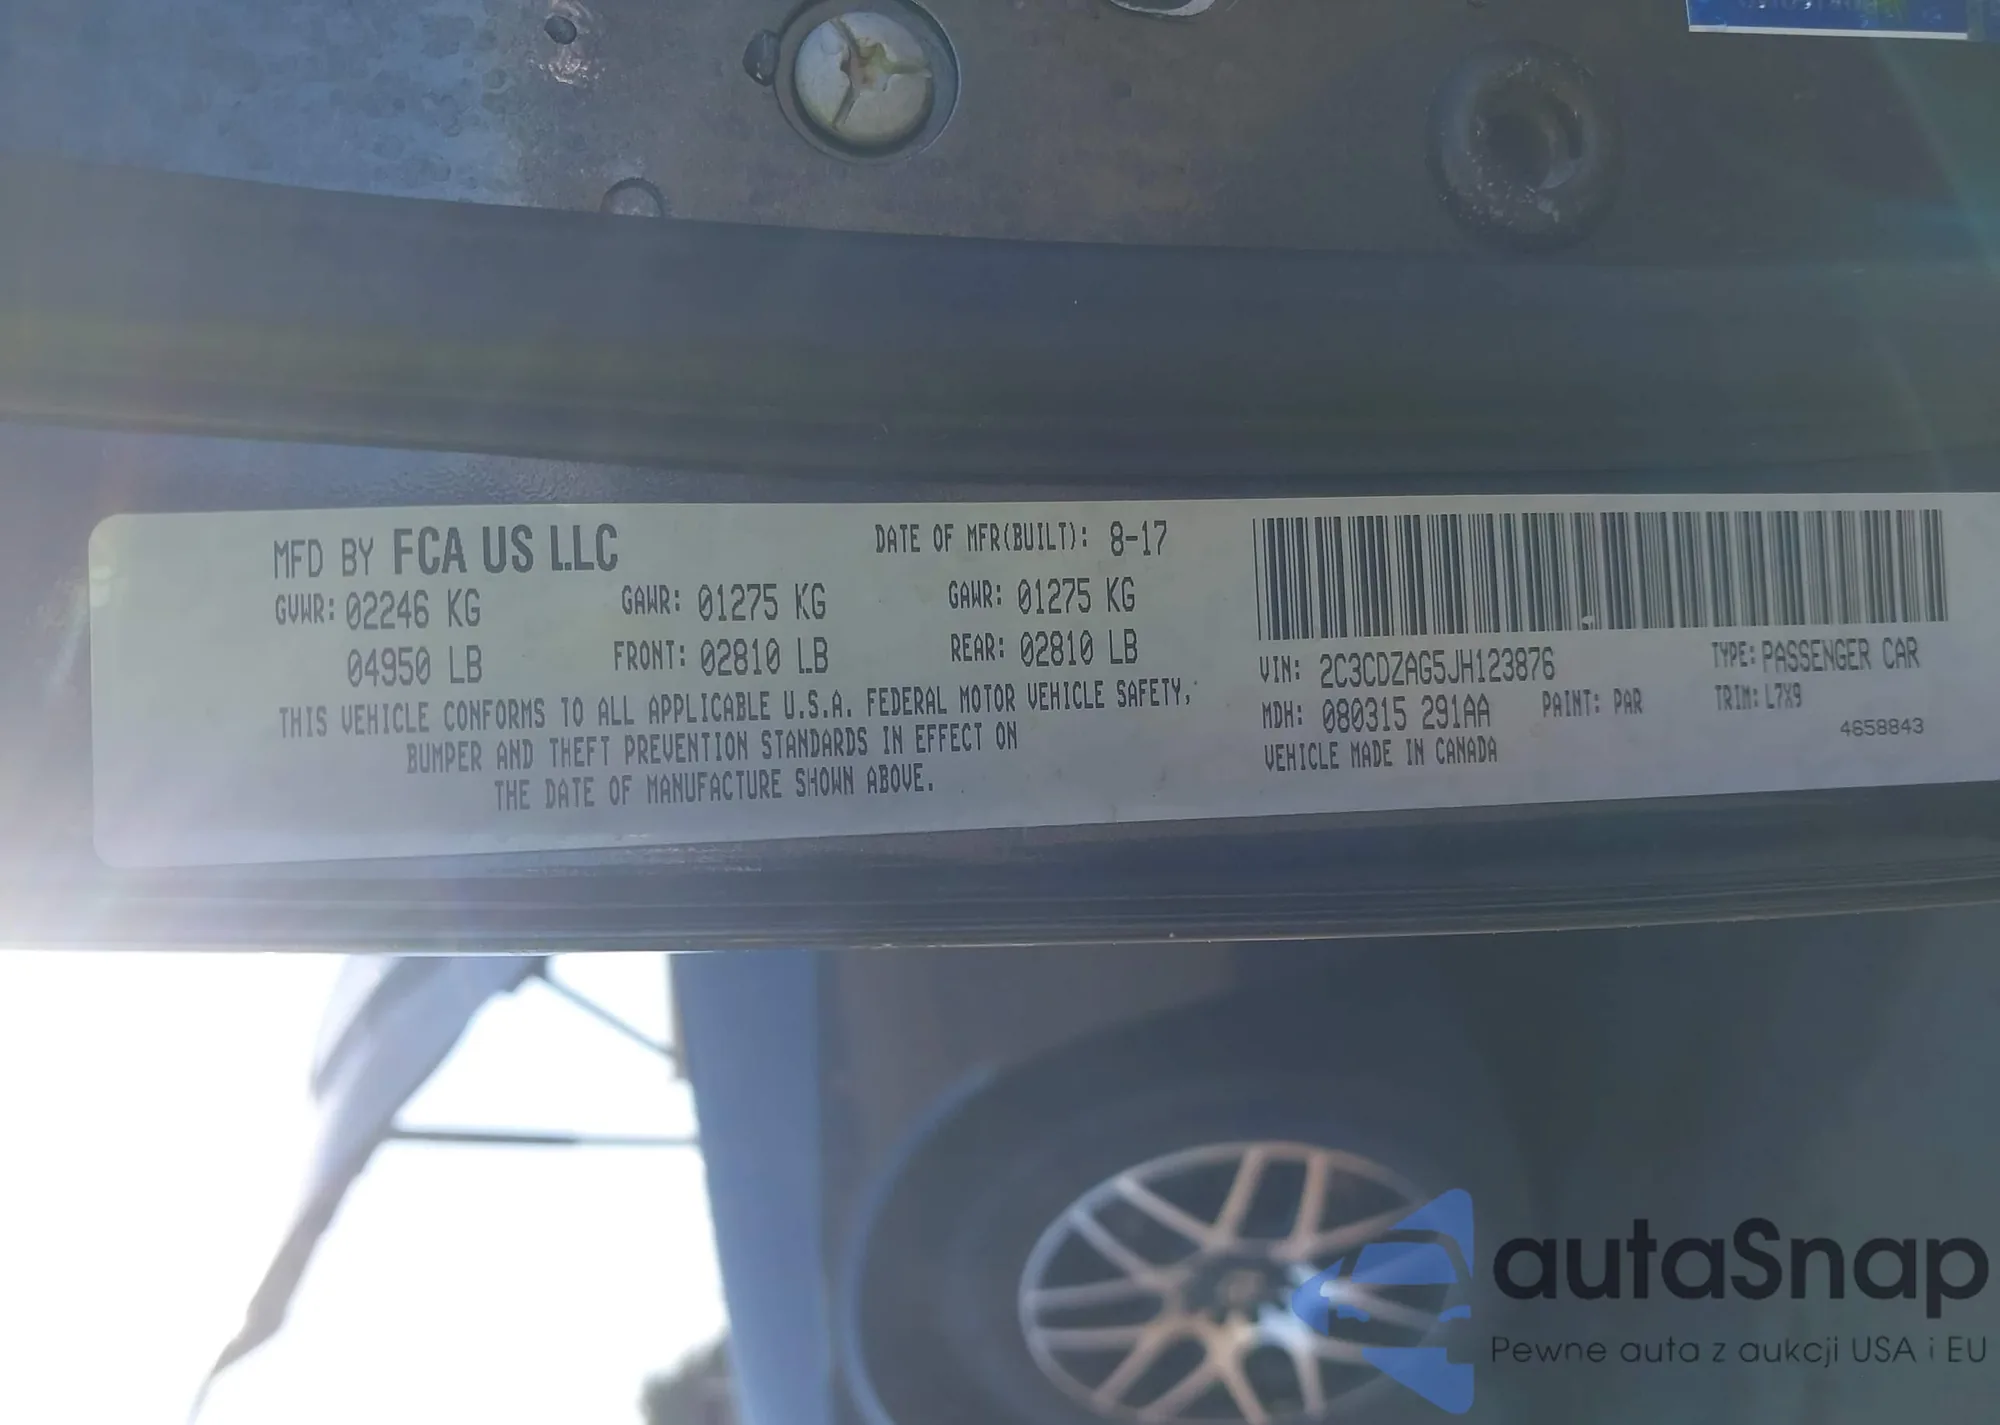 MFD BY FCA US LLC
DATE OF MFR(BUILT): 8-17
GVWR: 02246 KG
GAWR: 01275 KG
GAWR: 01275 KG
04950 LB
FRONT: 02810 LB
REAR: 02810 LB
THIS VEHICLE CONFORMS TO ALL APPLICABLE U.S.A. FEDERAL MOTOR VEHICLE SAFETY,
BUMPER AND THEFT PREVENTION STANDARDS IN EFFECT ON
THE DATE OF MANUFACTURE SHOWN ABOVE.
VIN: 2C3CDZAG5JH123876
TYPE: PASSENGER CAR
MDH: 080315 291AA
PAINT: PAR
TRIM: L7X9
VEHICLE MADE IN CANADA
4658843
autaSnap
Pewne auta z aukcji USA i EU